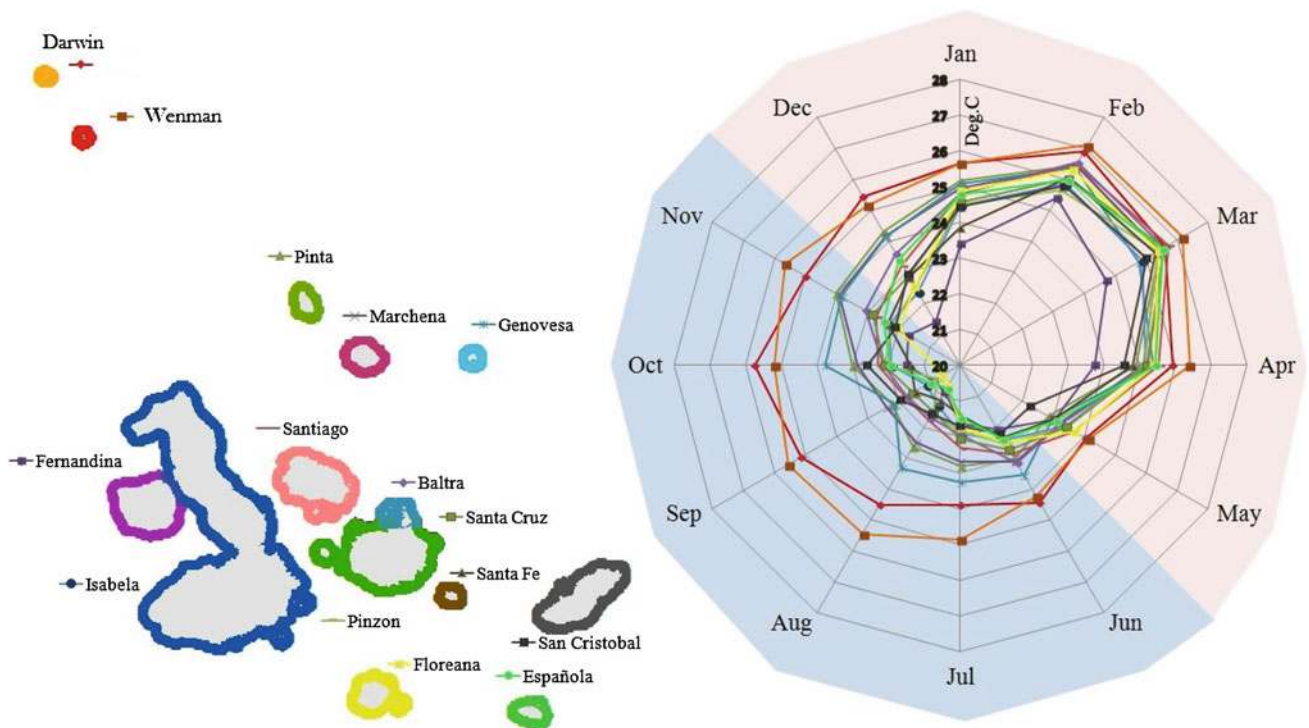 Darwin
Wenman
Pinta
Marchena
Genovesa
Santiago
Fernandina
Baltra
Santa Cruz
Isabela
Santa Fe
Pinzon
San Cristobal
Floreana
Española
Jan
Feb
Mar
Apr
May
Jun
Jul
Aug
Sep
Oct
Nov
Dec
Deg.C
28
27
26
25
24
23
22
21
20